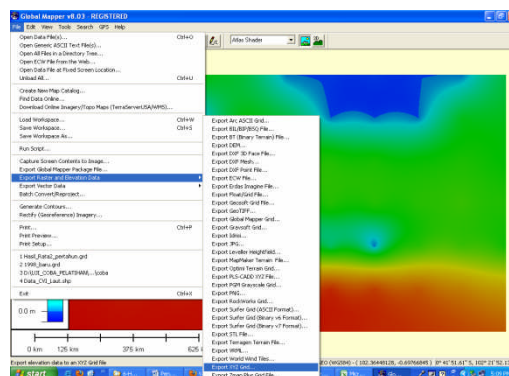 Global Mapper v8.03 - REGISTERED
File Edit View Tools Search GPS Help
Open Data File(s)... Ctrl+O
Open Generic ASCII Text File(s)...
Open All Files in a Directory Tree...
Open ECW File from the Web...
Open Data File at Fixed Screen Location...
Unload All... Ctrl+U
Create New Map Catalog...
Find Data Online...
Download Online Imagery/Topo Maps (TerraServerUSA/WMS)...
Load Workspace... Ctrl+W
Save Workspace... Ctrl+S
Save Workspace As...
Run Script...
Capture Screen Contents to Image...
Export Global Mapper Package File...
Export Raster and Elevation Data
Export Vector Data
Batch Convert/Reproject...
Generate Contours...
Rectify (Georeference) Imagery...
Print... Ctrl+P
Print Preview...
Print Setup...
1 Hasil_Rata2_pertahun.grd
2 1998_baru.grd
3 D:\UJI_COBA_PELATIHAN\...\coba
4 Data_CVI_Laut.shp
Exit Ctrl+X
Atlas Shader
Export Arc ASCII Grid...
Export BIL/BIP/BSQ File...
Export BT (Binary Terrain) File...
Export DEM...
Export DXF 3D Face File...
Export DXF Mesh...
Export DXF Point File...
Export ECW File...
Export Erdas Imagine File...
Export Float/Grid File...
Export Geosoft Grid File...
Export GeoTIFF...
Export Global Mapper Grid...
Export Gravsoft Grid...
Export Idrisi...
Export JPG...
Export Leveller Heightfield...
Export MapMaker Terrain File...
Export Optimi Terrain Grid...
Export PLS-CADD XYZ File...
Export PGM Grayscale Grid...
Export PNG...
Export RockWorks Grid...
Export Surfer Grid (ASCII Format)...
Export Surfer Grid (Binary v6 Format)...
Export Surfer Grid (Binary v7 Format)...
Export STL File...
Export Terragen Terrain File...
Export VRML...
Export World Wind Tiles...
Export XYZ Grid...
Export Zmap Plus Grid File...
0.0 m
0 km 125 km 375 km 625
Export elevation data to an XYZ Grid file
start
5:09 PM